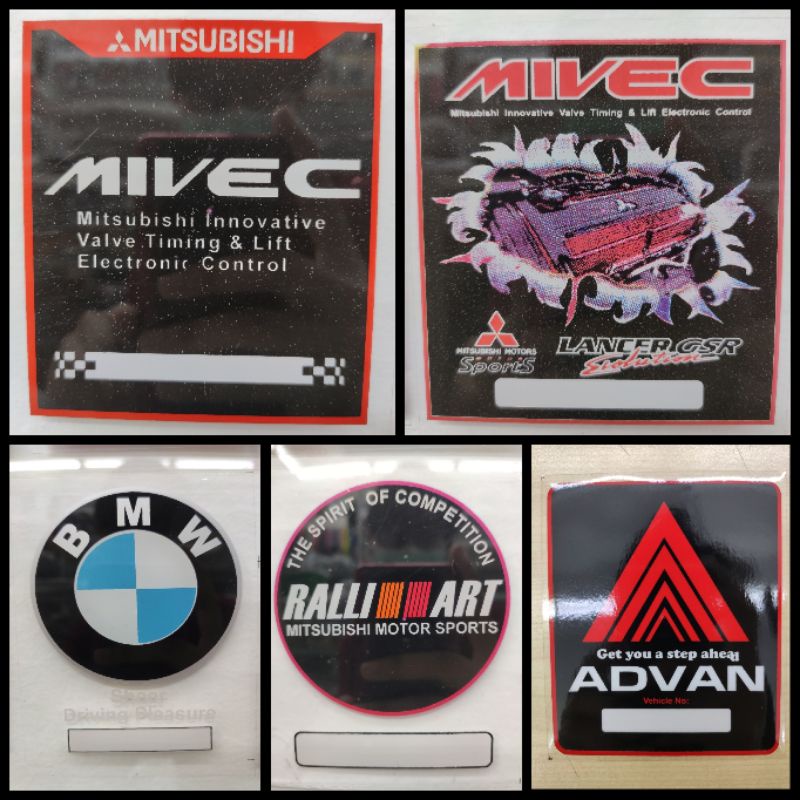 MITSUBISHI
MIVEC
Mitsubishi Innovative
Valve Timing & Lift
Electronic Control
MIVEC
Mitsubishi Innovative Valve Timing & Lift Electronic Control
MITSUBISHI MOTORS
MOTOR
SportS
LANCER GSR
Evolution
BMW
Sheer
Driving Pleasure
THE SPIRIT OF COMPETITION
RALLI ART
MITSUBISHI MOTOR SPORTS
Get you a step ahead
ADVAN
Vehicle No: